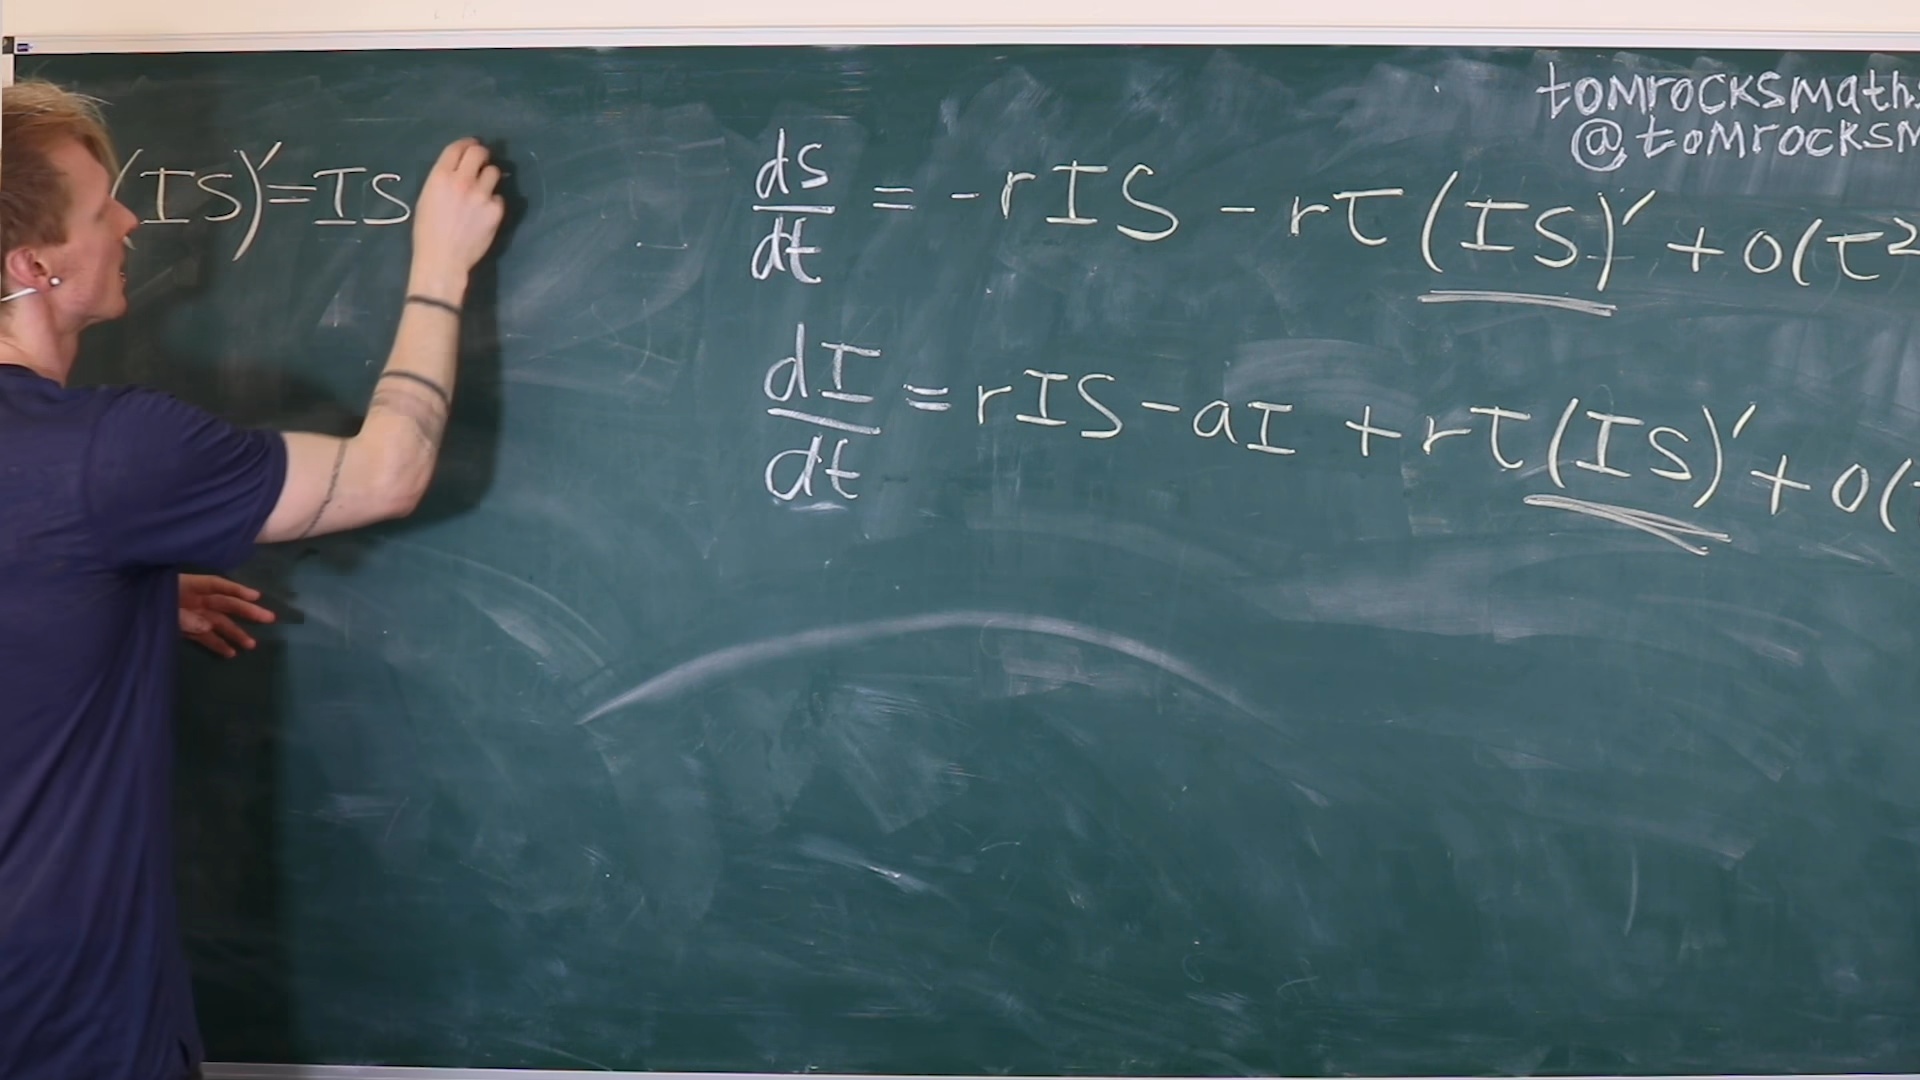 (IS)'=IS
dS/dt = -rIS - rτ(IS)' + O(τ²
dI/dt = rIS - aI + rτ(IS)' + O(
tomrocksmaths
@tomrocksm